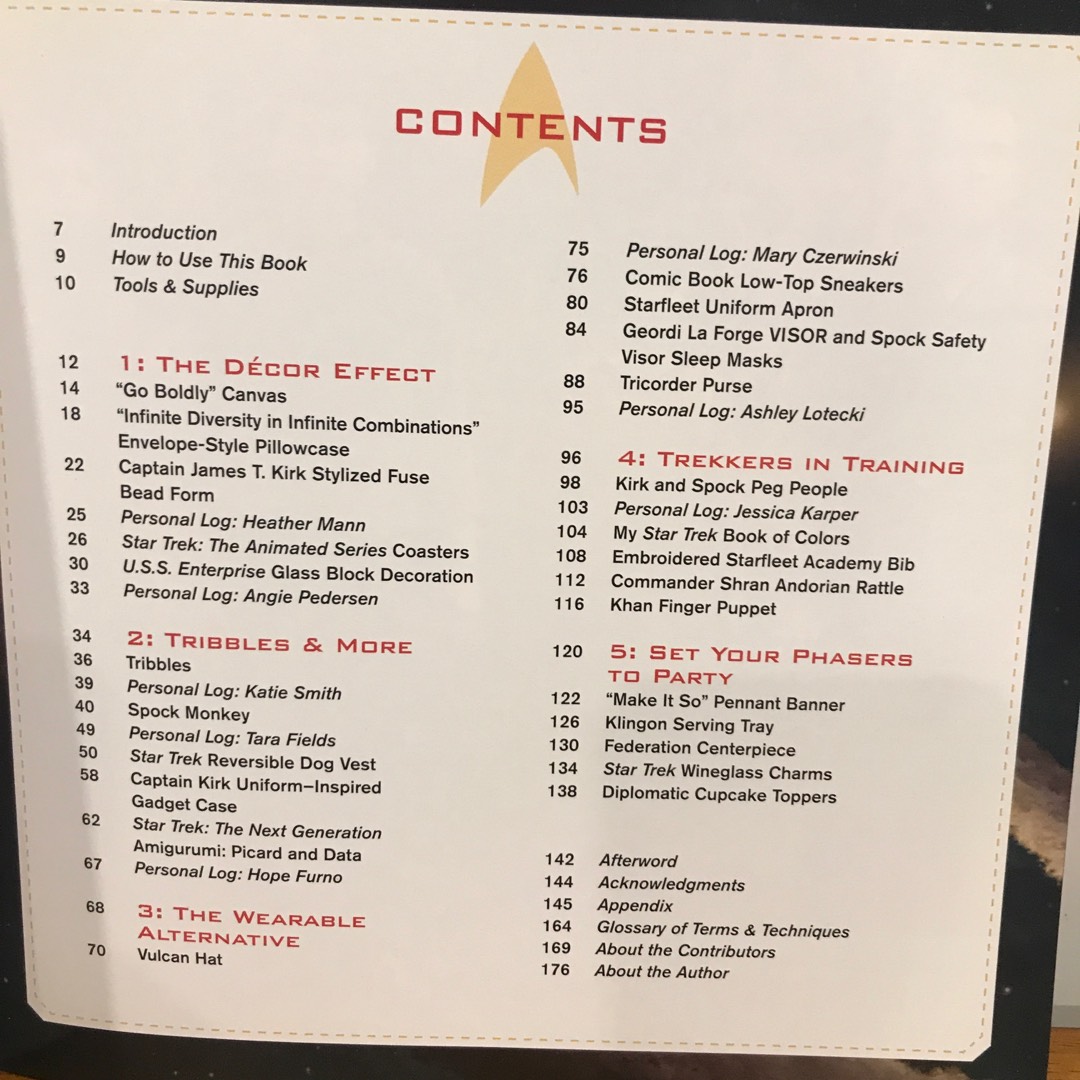 CONTENTS
7 Introduction
9 How to Use This Book
10 Tools & Supplies
12 1: THE DÉCOR EFFECT
14 “Go Boldly” Canvas
18 “Infinite Diversity in Infinite Combinations”
Envelope-Style Pillowcase
22 Captain James T. Kirk Stylized Fuse
Bead Form
25 Personal Log: Heather Mann
26 Star Trek: The Animated Series Coasters
30 U.S.S. Enterprise Glass Block Decoration
33 Personal Log: Angie Pedersen
34 2: TRIBBLES & MORE
36 Tribbles
39 Personal Log: Katie Smith
40 Spock Monkey
49 Personal Log: Tara Fields
50 Star Trek Reversible Dog Vest
58 Captain Kirk Uniform–Inspired
Gadget Case
62 Star Trek: The Next Generation
Amigurumi: Picard and Data
67 Personal Log: Hope Furno
68 3: THE WEARABLE
ALTERNATIVE
70 Vulcan Hat
75 Personal Log: Mary Czerwinski
76 Comic Book Low-Top Sneakers
80 Starfleet Uniform Apron
84 Geordi La Forge VISOR and Spock Safety
Visor Sleep Masks
88 Tricorder Purse
95 Personal Log: Ashley Lotecki
96 4: TREKKERS IN TRAINING
98 Kirk and Spock Peg People
103 Personal Log: Jessica Karper
104 My Star Trek Book of Colors
108 Embroidered Starfleet Academy Bib
112 Commander Shran Andorian Rattle
116 Khan Finger Puppet
120 5: SET YOUR PHASERS
TO PARTY
122 “Make It So” Pennant Banner
126 Klingon Serving Tray
130 Federation Centerpiece
134 Star Trek Wineglass Charms
138 Diplomatic Cupcake Toppers
142 Afterword
144 Acknowledgments
145 Appendix
164 Glossary of Terms & Techniques
169 About the Contributors
176 About the Author